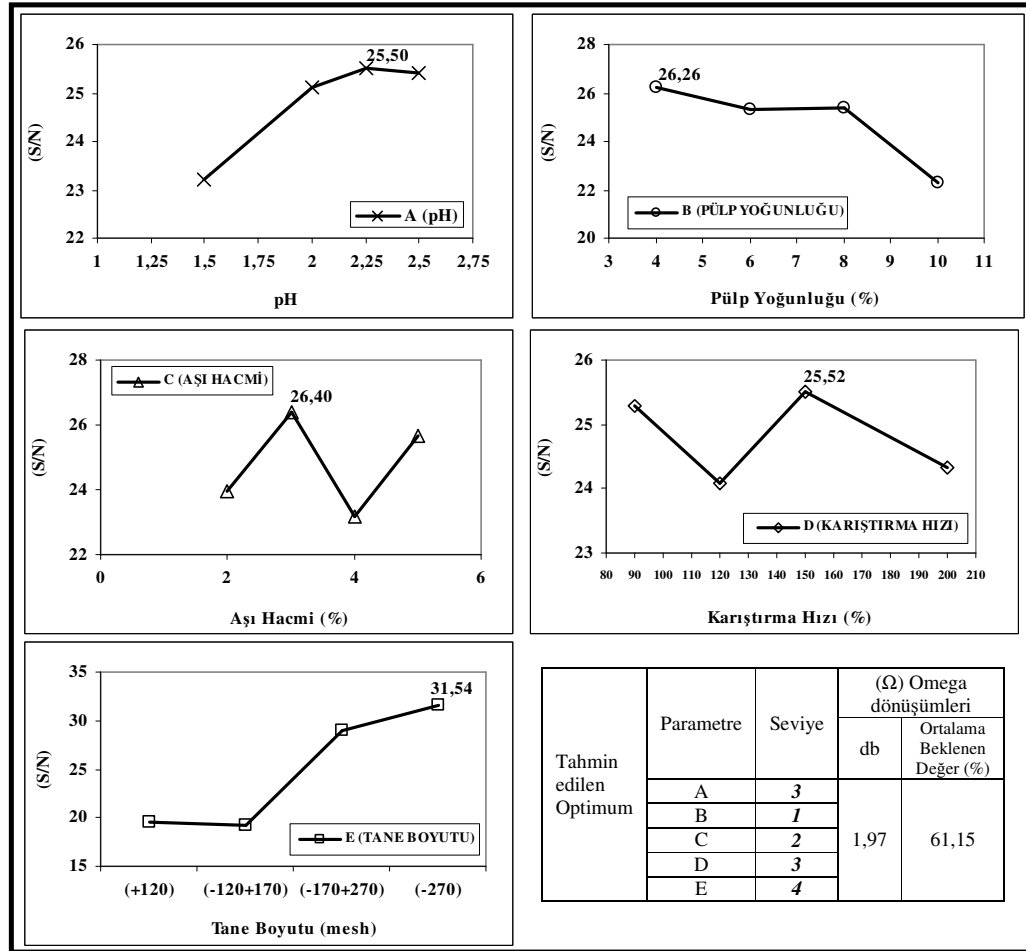 26
25
24
23
22
(S/N)
25,50
A (pH)
1 1,25 1,5 1,75 2 2,25 2,5 2,75
pH
28
26
24
22
20
(S/N)
26,26
B (PÜLP YOĞUNLUĞU)
3 4 5 6 7 8 9 10 11
Pülp Yoğunluğu (%)
28
26
24
22
(S/N)
C (AŞI HACMİ)
26,40
0 2 4 6
Aşı Hacmi (%)
26
25
24
23
(S/N)
25,52
D (KARIŞTIRMA HIZI)
80 90 100 110 120 130 140 150 160 170 180 190 200 210
Karıştırma Hızı (%)
35
30
25
20
15
(S/N)
31,54
E (TANE BOYUTU)
(+120) (-120+170) (-170+270) (-270)
Tane Boyutu (mesh)
Tahmin
edilen
Optimum
Parametre
Seviye
(Ω) Omega
dönüşümleri
db
Ortalama
Beklenen
Değer (%)
A 3
B 1
C 2
D 3
E 4
1,97
61,15